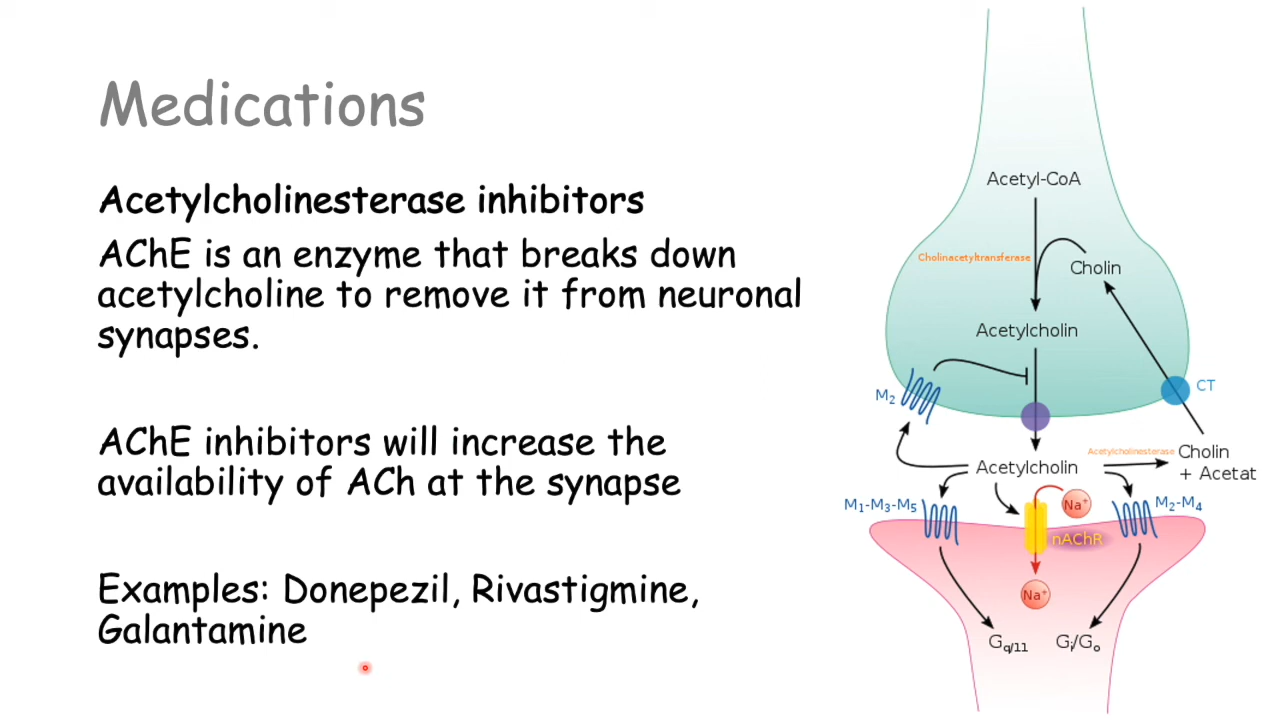 Medications
Acetylcholinesterase inhibitors
AChE is an enzyme that breaks down
acetylcholine to remove it from neuronal
synapses.
AChE inhibitors will increase the
availability of ACh at the synapse
Examples: Donepezil, Rivastigmine,
Galantamine
Acetyl-CoA
Cholinacetyltransferase
Cholin
Acetylcholin
M₂
CT
Acetylcholin
Acetylcholinesterase
Cholin
+ Acetat
M₁-M₃-M₅
Na⁺
M₂-M₄
nAChR
Na⁺
Gq/11
Gᵢ/Gₒ